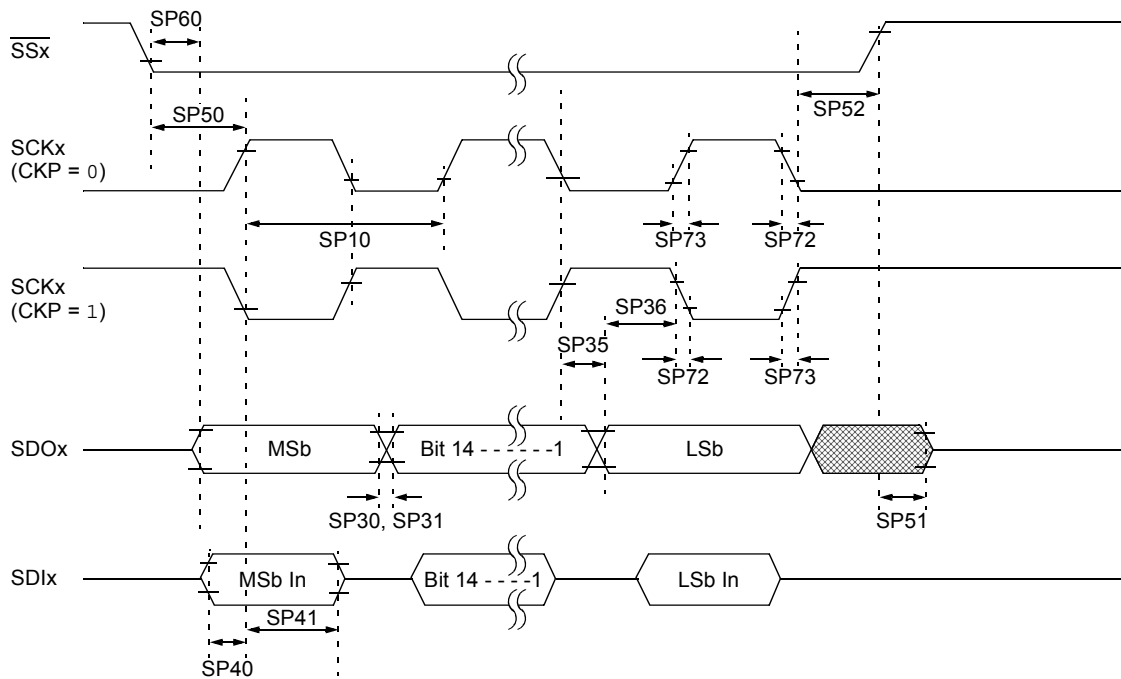 SP60
SSx
SP50
SP52
SCKx
(CKP = 0)
SP10
SP73
SP72
SCKx
(CKP = 1)
SP36
SP35
SP72
SP73
SDOx
MSb
Bit 14 - - - - - -1
LSb
SP30, SP31
SP51
SDIx
MSb In
Bit 14 - - - -1
LSb In
SP41
SP40